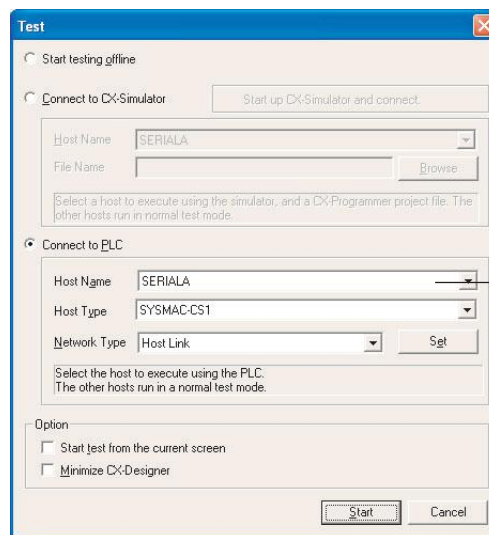 Test
Start testing offline
Connect to CX-Simulator
Start up CX-Simulator and connect.
Host Name
SERIALA
File Name
Browse
Select a host to execute using the simulator, and a CX-Programmer project file. The
other hosts run in normal test mode.
Connect to PLC
Host Name
SERIALA
Host Type
SYSMAC-CS1
Network Type
Host Link
Set
Select the host to execute using the PLC.
The other hosts run in a normal test mode.
Option
Start test from the current screen
Minimize CX-Designer
Start
Cancel